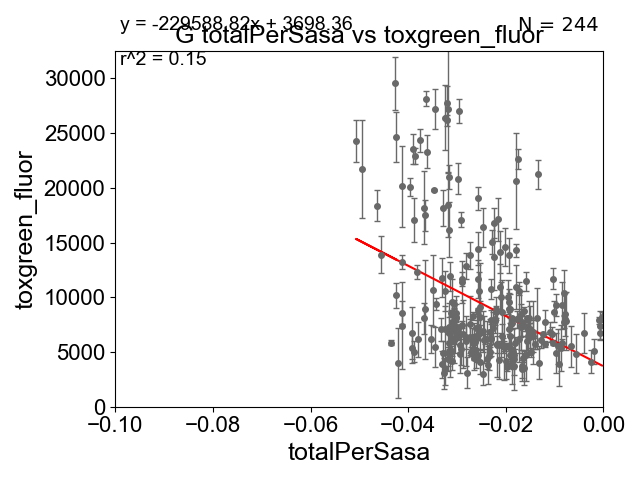 y = -229588.82x + 3698.36
N = 244
G totalPerSasa vs toxgreen_fluor
r^2 = 0.15
30000
25000
20000
15000
10000
5000
0
toxgreen_fluor
−0.10
−0.08
−0.06
−0.04
−0.02
0.00
totalPerSasa